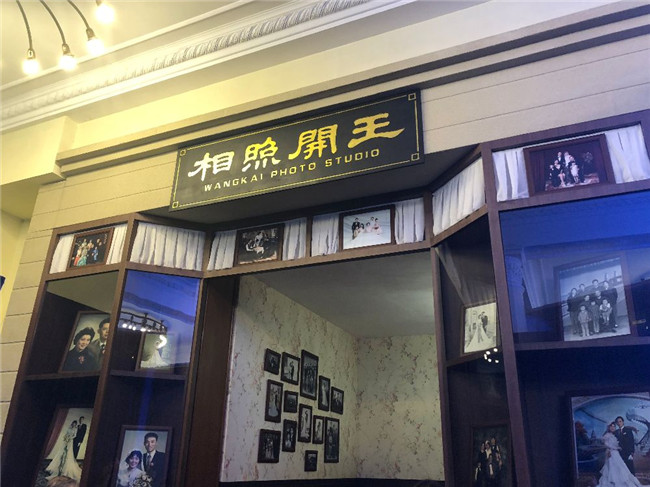 王開照相
WANGKAI PHOTO STUDIO